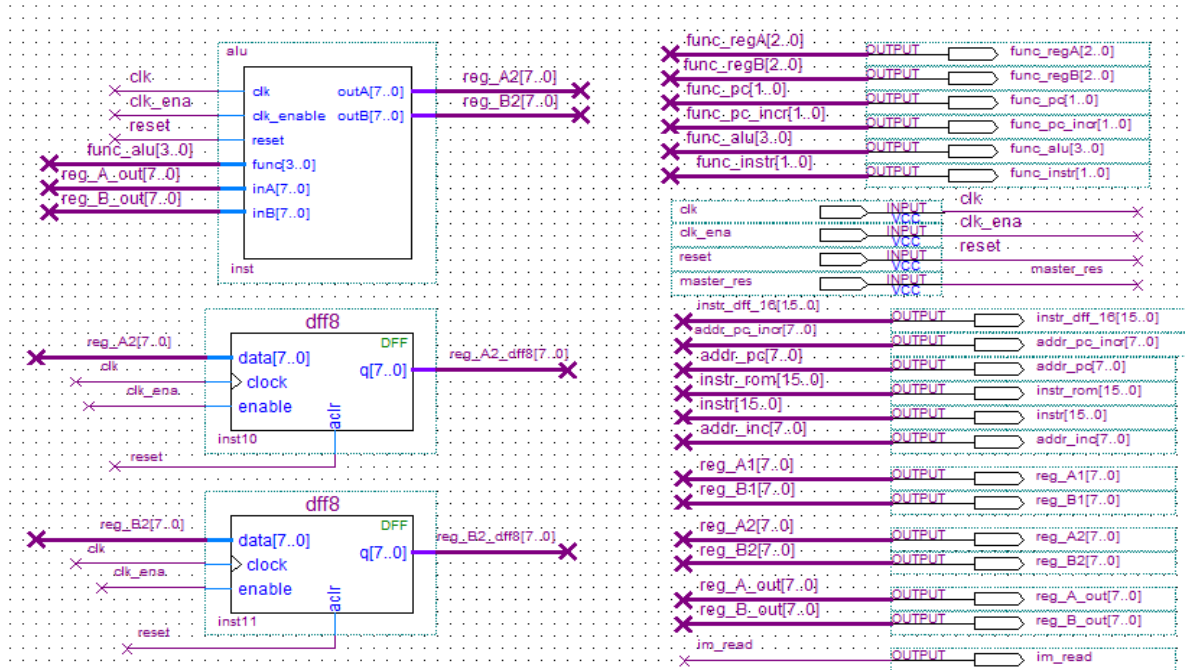 alu
clk
clk_ena
reset
func_alu[3..0]
reg_A_out[7..0]
reg_B_out[7..0]
clk
clk_enable
reset
func[3..0]
inA[7..0]
inB[7..0]
outA[7..0]
outB[7..0]
reg_A2[7..0]
reg_B2[7..0]
inst
dff8
reg_A2[7..0]
clk
clk_ena
data[7..0]
clock
enable
DFF
q[7..0]
reg_A2_dff8[7..0]
aclr
inst10
reset
dff8
reg_B2[7..0]
clk
clk_ena
data[7..0]
clock
enable
DFF
q[7..0]
reg_B2_dff8[7..0]
aclr
inst11
reset
func_regA[2..0] OUTPUT func_regA[2..0]
func_regB[2..0] OUTPUT func_regB[2..0]
func_pc[1..0] OUTPUT func_pc[1..0]
func_pc_incr[1..0] OUTPUT func_pc_incr[1..0]
func_alu[3..0] OUTPUT func_alu[3..0]
func_instr[1..0] OUTPUT func_instr[1..0]
clk INPUT VCC clk
clk_ena INPUT VCC clk_ena
reset INPUT VCC reset
master_res INPUT VCC master_res
instr_dff_16[15..0] OUTPUT instr_dff_16[15..0]
addr_pc_incr[7..0] OUTPUT addr_pc_incr[7..0]
addr_pc[7..0] OUTPUT addr_pc[7..0]
instr_rom[15..0] OUTPUT instr_rom[15..0]
instr[15..0] OUTPUT instr[15..0]
addr_inc[7..0] OUTPUT addr_inc[7..0]
reg_A1[7..0] OUTPUT reg_A1[7..0]
reg_B1[7..0] OUTPUT reg_B1[7..0]
reg_A2[7..0] OUTPUT reg_A2[7..0]
reg_B2[7..0] OUTPUT reg_B2[7..0]
reg_A_out[7..0] OUTPUT reg_A_out[7..0]
reg_B_out[7..0] OUTPUT reg_B_out[7..0]
im_read OUTPUT im_read